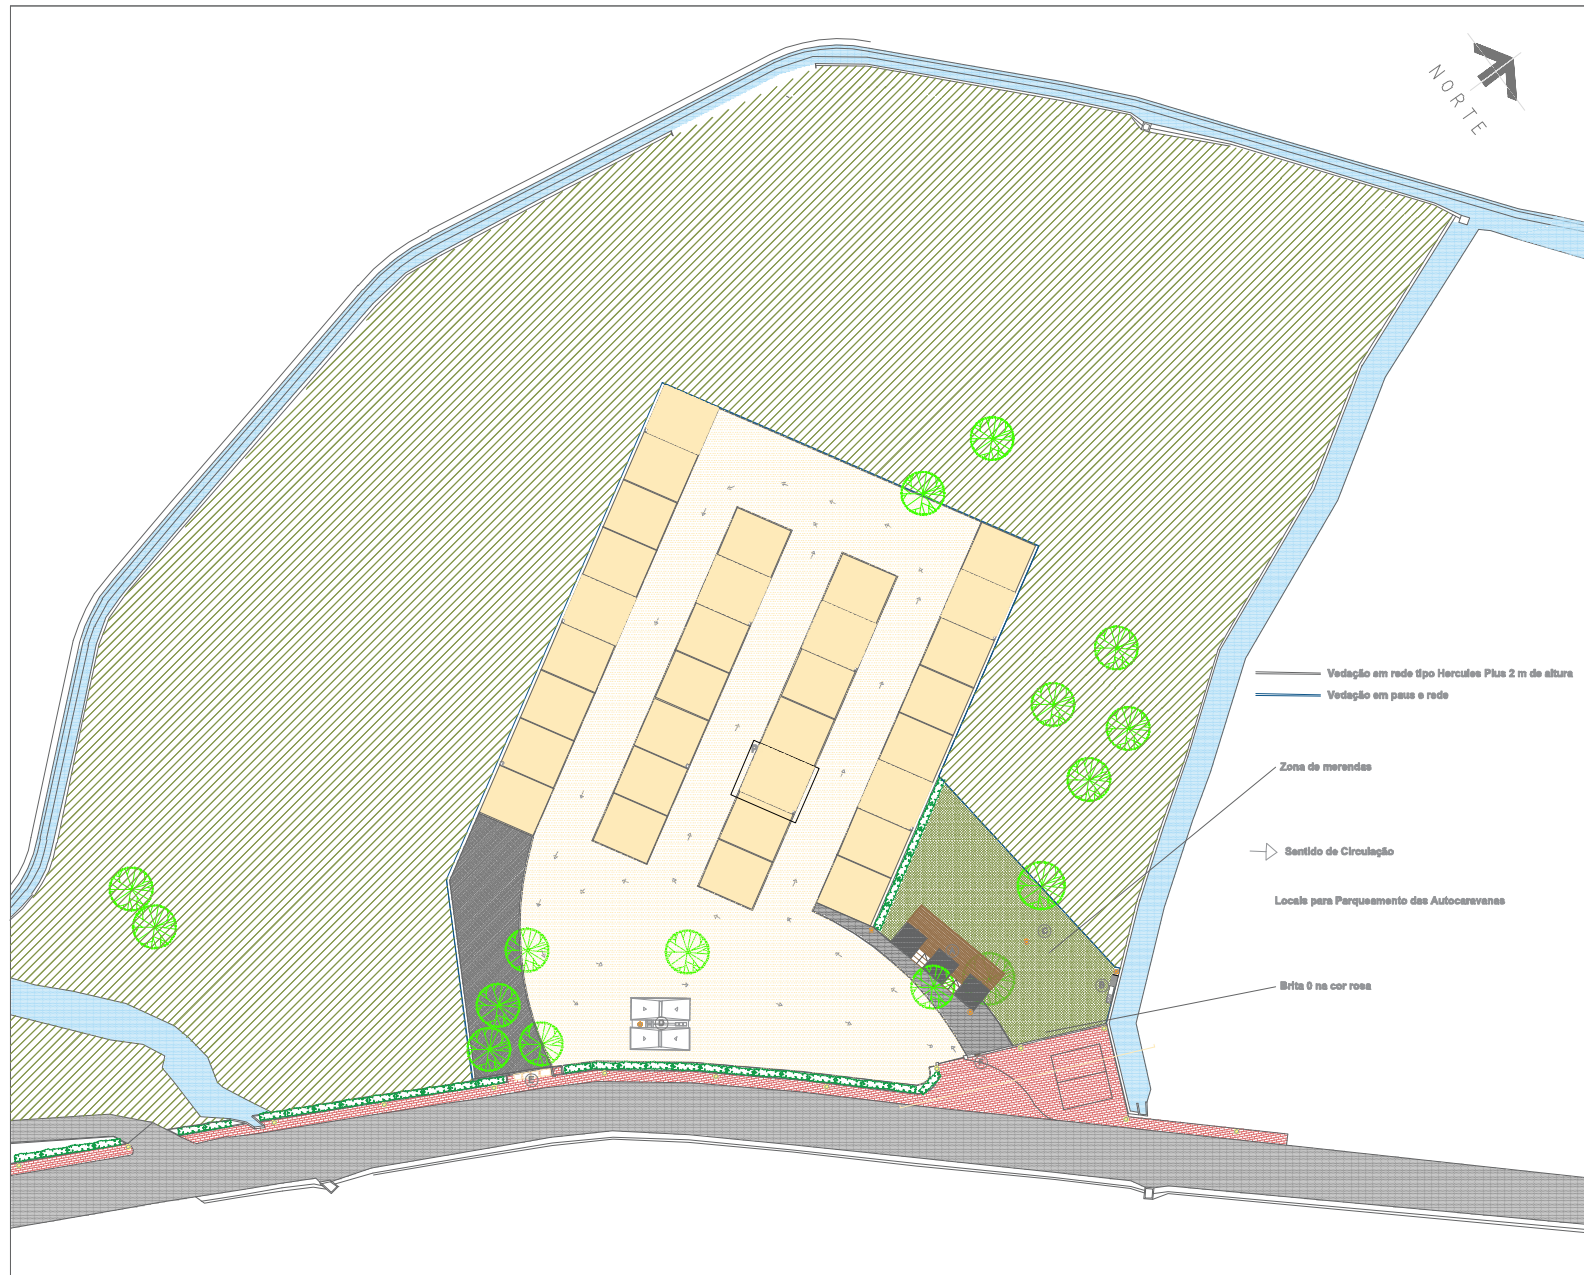 NORTE
Vedação em rede tipo Hercules Plus 2 m de altura
Vedação em paus e rede
Zona de merendas
Sentido de Circulação
Locais para Parqueamento das Autocaravanas
Brita 0 na cor rosa